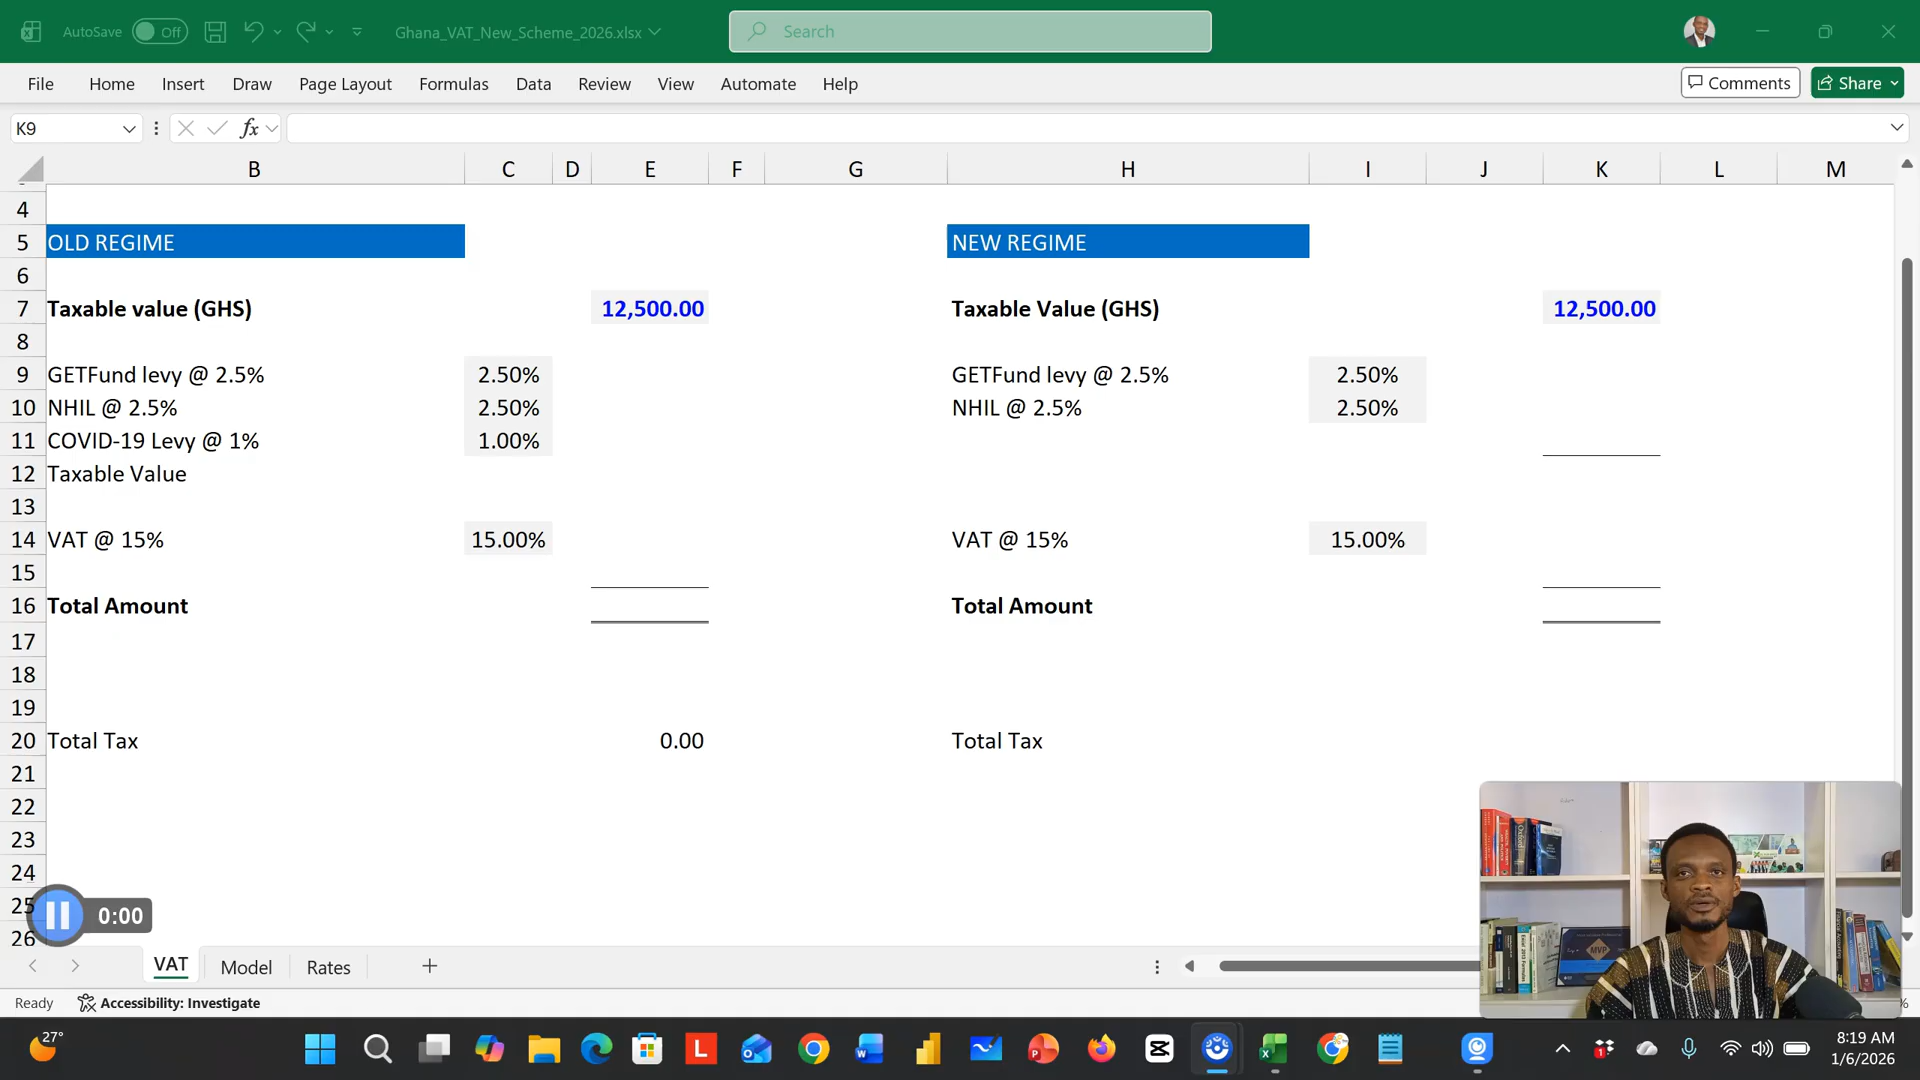 AutoSave Off Ghana_VAT_New_Scheme_2026.xlsx Search
File Home Insert Draw Page Layout Formulas Data Review View Automate Help Comments Share
K9 fx
B C D E F G H I J K L M
4
5 OLD REGIME NEW REGIME
6
7 Taxable value (GHS) 12,500.00 Taxable Value (GHS) 12,500.00
8
9 GETFund levy @ 2.5% 2.50% GETFund levy @ 2.5% 2.50%
10 NHIL @ 2.5% 2.50% NHIL @ 2.5% 2.50%
11 COVID-19 Levy @ 1% 1.00%
12 Taxable Value
13
14 VAT @ 15% 15.00% VAT @ 15% 15.00%
15
16 Total Amount Total Amount
17
18
19
20 Total Tax 0.00 Total Tax
21
22
23
24
25 0:00
26
VAT Model Rates
Ready Accessibility: Investigate %
MVP
27°
L
1
8:19 AM
1/6/2026